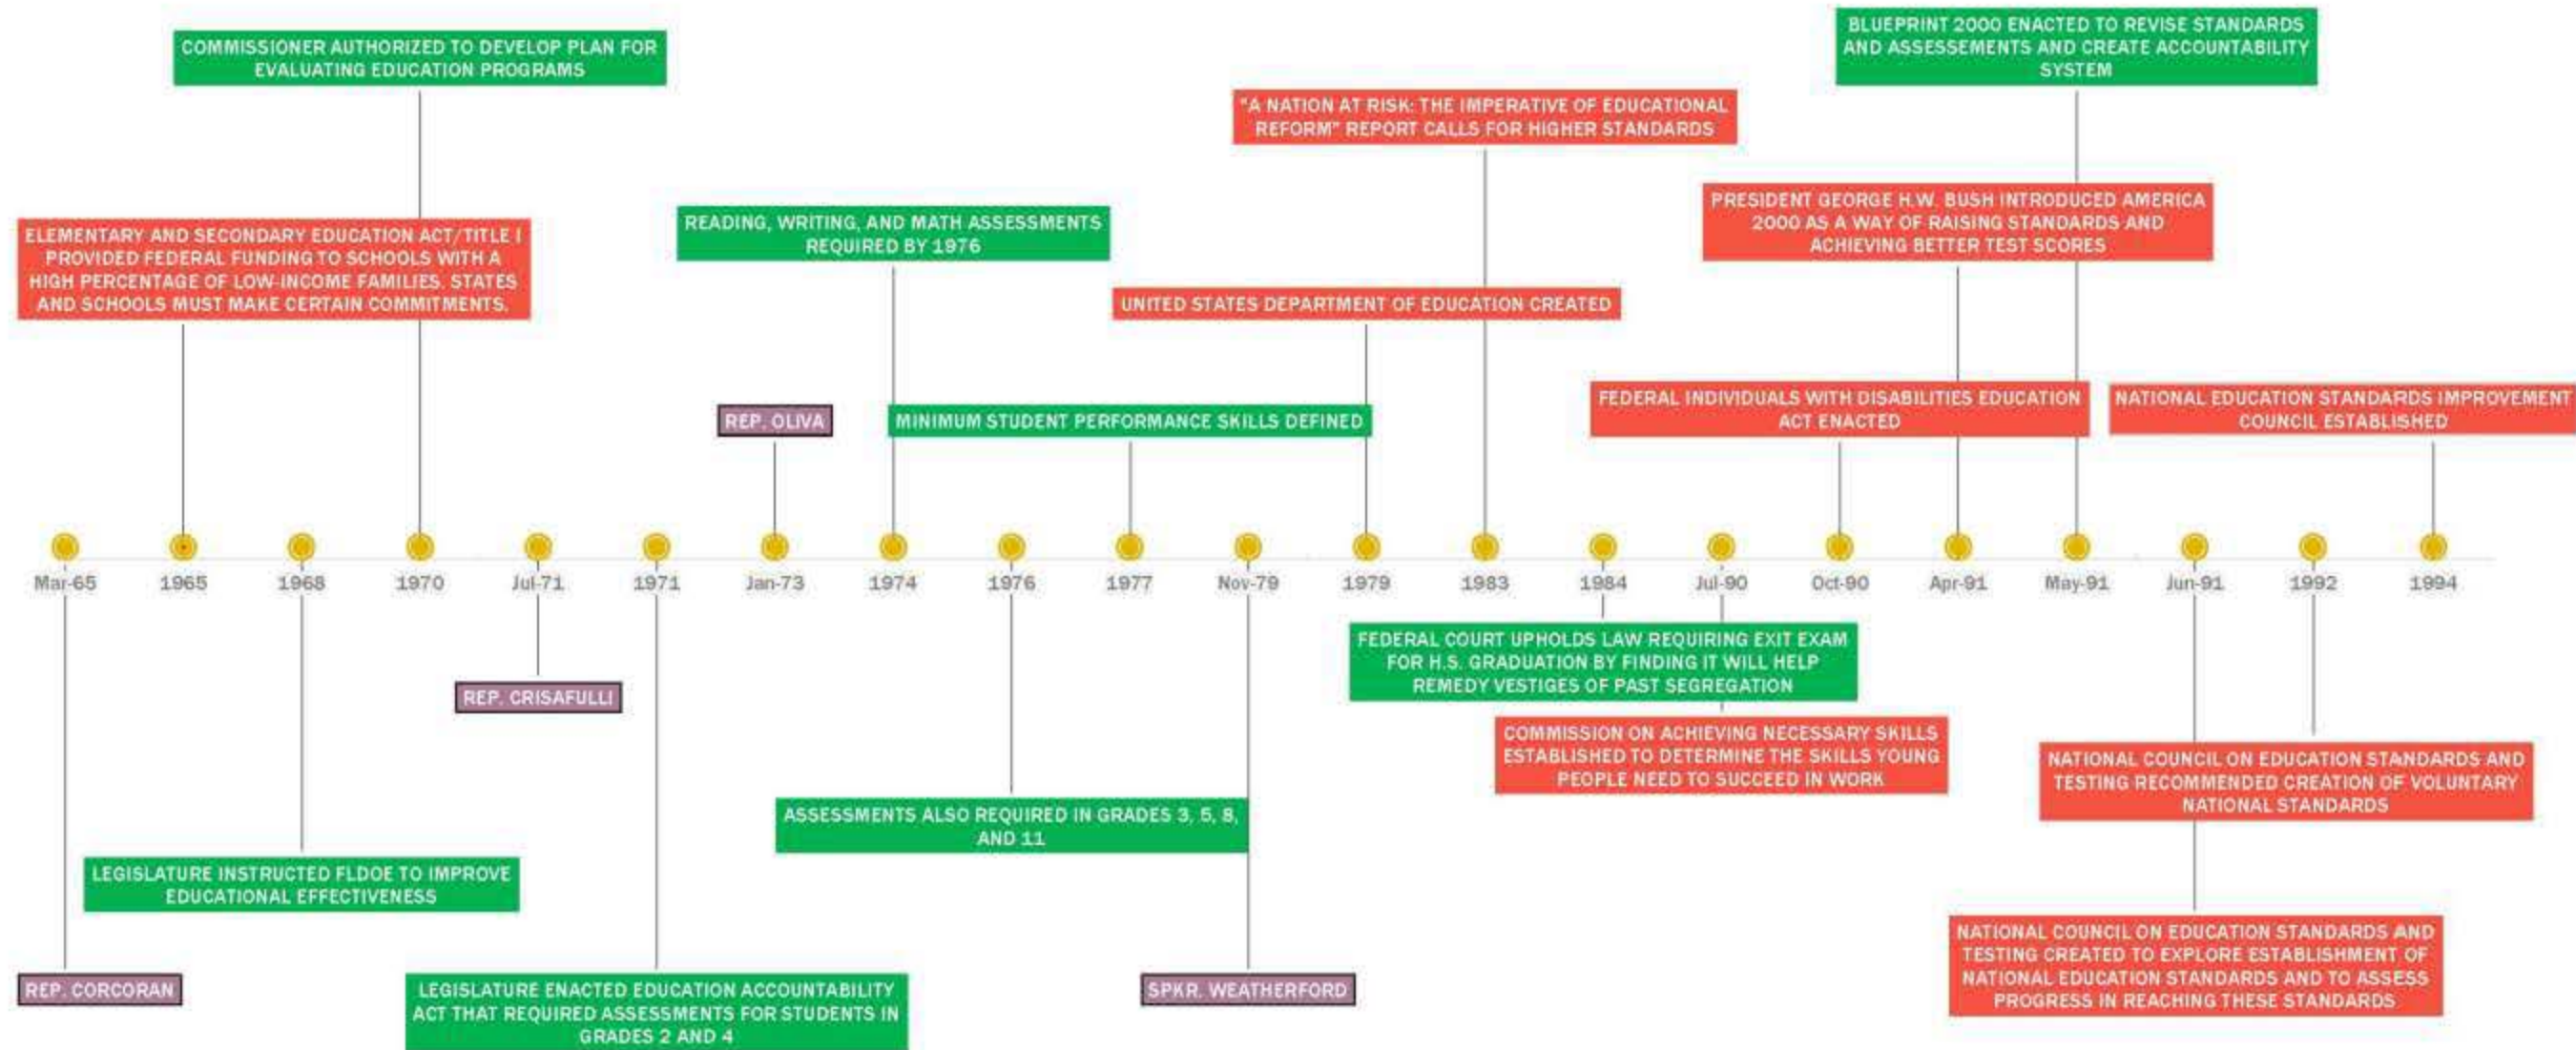 BLUEPRINT 2000 ENACTED TO REVISE STANDARDS
AND ASSESSEMENTS AND CREATE ACCOUNTABILITY
SYSTEM
COMMISSIONER AUTHORIZED TO DEVELOP PLAN FOR
EVALUATING EDUCATION PROGRAMS
"A NATION AT RISK: THE IMPERATIVE OF EDUCATIONAL
REFORM" REPORT CALLS FOR HIGHER STANDARDS
PRESIDENT GEORGE H.W. BUSH INTRODUCED AMERICA
2000 AS A WAY OF RAISING STANDARDS AND
ACHIEVING BETTER TEST SCORES
READING, WRITING, AND MATH ASSESSMENTS
REQUIRED BY 1976
ELEMENTARY AND SECONDARY EDUCATION ACT/TITLE I
PROVIDED FEDERAL FUNDING TO SCHOOLS WITH A
HIGH PERCENTAGE OF LOW-INCOME FAMILIES. STATES
AND SCHOOLS MUST MAKE CERTAIN COMMITMENTS.
UNITED STATES DEPARTMENT OF EDUCATION CREATED
REP. OLIVA
MINIMUM STUDENT PERFORMANCE SKILLS DEFINED
FEDERAL INDIVIDUALS WITH DISABILITIES EDUCATION
ACT ENACTED
NATIONAL EDUCATION STANDARDS IMPROVEMENT
COUNCIL ESTABLISHED
Mar-65 1965 1968 1970 Jul-71 1971 Jan-73 1974 1976 1977 Nov-79 1979 1983 1984 Jul-90 Oct-90 Apr-91 May-91 Jun-91 1992 1994
FEDERAL COURT UPHOLDS LAW REQUIRING EXIT EXAM
FOR H.S. GRADUATION BY FINDING IT WILL HELP
REMEDY VESTIGES OF PAST SEGREGATION
REP. CRISAFULLI
COMMISSION ON ACHIEVING NECESSARY SKILLS
ESTABLISHED TO DETERMINE THE SKILLS YOUNG
PEOPLE NEED TO SUCCEED IN WORK
NATIONAL COUNCIL ON EDUCATION STANDARDS AND
TESTING RECOMMENDED CREATION OF VOLUNTARY
NATIONAL STANDARDS
ASSESSMENTS ALSO REQUIRED IN GRADES 3, 5, 8,
AND 11
LEGISLATURE INSTRUCTED FLDOE TO IMPROVE
EDUCATIONAL EFFECTIVENESS
NATIONAL COUNCIL ON EDUCATION STANDARDS AND
TESTING CREATED TO EXPLORE ESTABLISHMENT OF
NATIONAL EDUCATION STANDARDS AND TO ASSESS
PROGRESS IN REACHING THESE STANDARDS
REP. CORCORAN
LEGISLATURE ENACTED EDUCATION ACCOUNTABILITY
ACT THAT REQUIRED ASSESSMENTS FOR STUDENTS IN
GRADES 2 AND 4
SPKR. WEATHERFORD